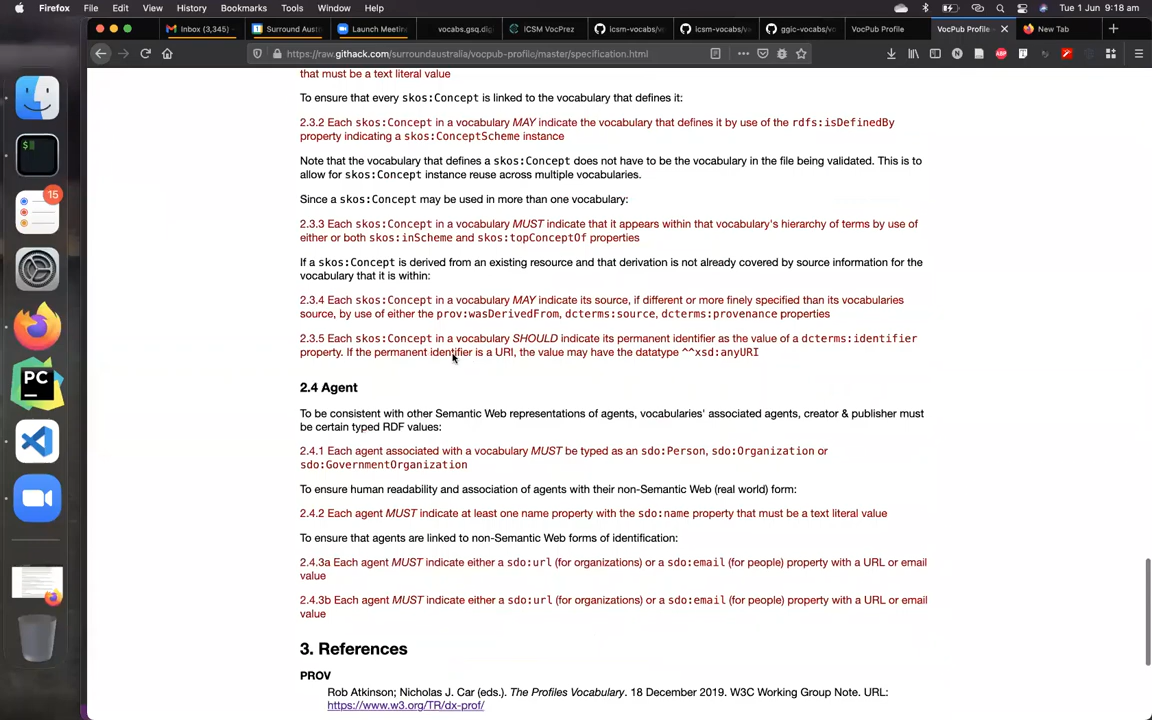 Firefox File Edit View History Bookmarks Tools Window Help Tue 1 Jun 9:18 am
Inbox (3,345) Surround Aust Launch Meeting vocabs.gsq.dig ICSM VocPrez icsm-vocabs/v icsm-vocabs/ ggic-vocabs/vo VocPub Profile VocPub Profile New Tab
https://raw.githack.com/surroundaustralia/vocpub-profile/master/specification.html
15
PC
that must be a text literal value
To ensure that every skos:Concept is linked to the vocabulary that defines it:
2.3.2 Each skos:Concept in a vocabulary MAY indicate the vocabulary that defines it by use of the rdfs:isDefinedBy
property indicating a skos:ConceptScheme instance
Note that the vocabulary that defines a skos:Concept does not have to be the vocabulary in the file being validated. This is to
allow for skos:Concept instance reuse across multiple vocabularies.
Since a skos:Concept may be used in more than one vocabulary:
2.3.3 Each skos:Concept in a vocabulary MUST indicate that it appears within that vocabulary's hierarchy of terms by use of
either or both skos:inScheme and skos:topConceptOf properties
If a skos:Concept is derived from an existing resource and that derivation is not already covered by source information for the
vocabulary that it is within:
2.3.4 Each skos:Concept in a vocabulary MAY indicate its source, if different or more finely specified than its vocabularies
source, by use of either the prov:wasDerivedFrom, dcterms:source, dcterms:provenance properties
2.3.5 Each skos:Concept in a vocabulary SHOULD indicate its permanent identifier as the value of a dcterms:identifier
property. If the permanent identifier is a URI, the value may have the datatype ^^xsd:anyURI
2.4 Agent
To be consistent with other Semantic Web representations of agents, vocabularies' associated agents, creator & publisher must
be certain typed RDF values:
2.4.1 Each agent associated with a vocabulary MUST be typed as an sdo:Person, sdo:Organization or
sdo:GovernmentOrganization
To ensure human readability and association of agents with their non-Semantic Web (real world) form:
2.4.2 Each agent MUST indicate at least one name property with the sdo:name property that must be a text literal value
To ensure that agents are linked to non-Semantic Web forms of identification:
2.4.3a Each agent MUST indicate either a sdo:url (for organizations) or a sdo:email (for people) property with a URL or email
value
2.4.3b Each agent MUST indicate either a sdo:url (for organizations) or a sdo:email (for people) property with a URL or email
value
3. References
PROV
Rob Atkinson; Nicholas J. Car (eds.). The Profiles Vocabulary. 18 December 2019. W3C Working Group Note. URL:
https://www.w3.org/TR/dx-prof/